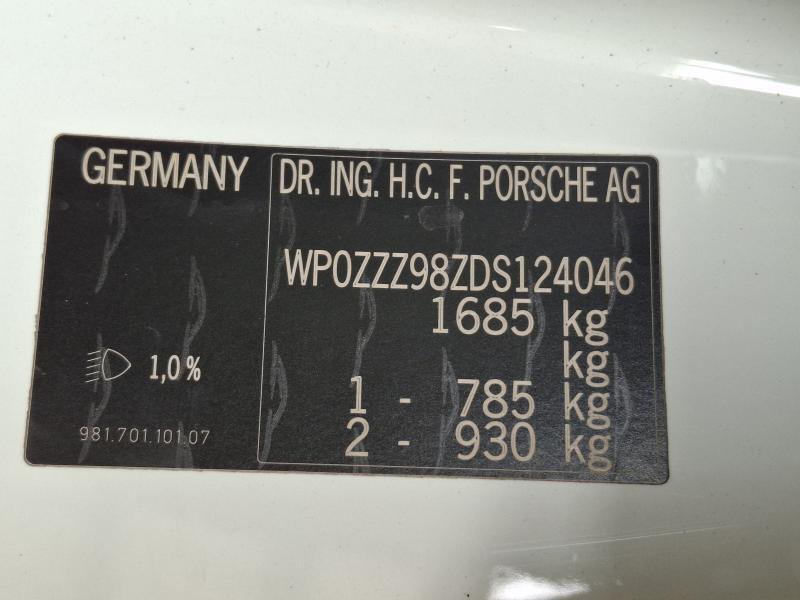 GERMANY
1,0 %
981.701.101.07
DR. ING. H.C. F. PORSCHE AG
WP0ZZZ98ZDS124046
1685 kg
kg
1 - 785 kg
2 - 930 kg